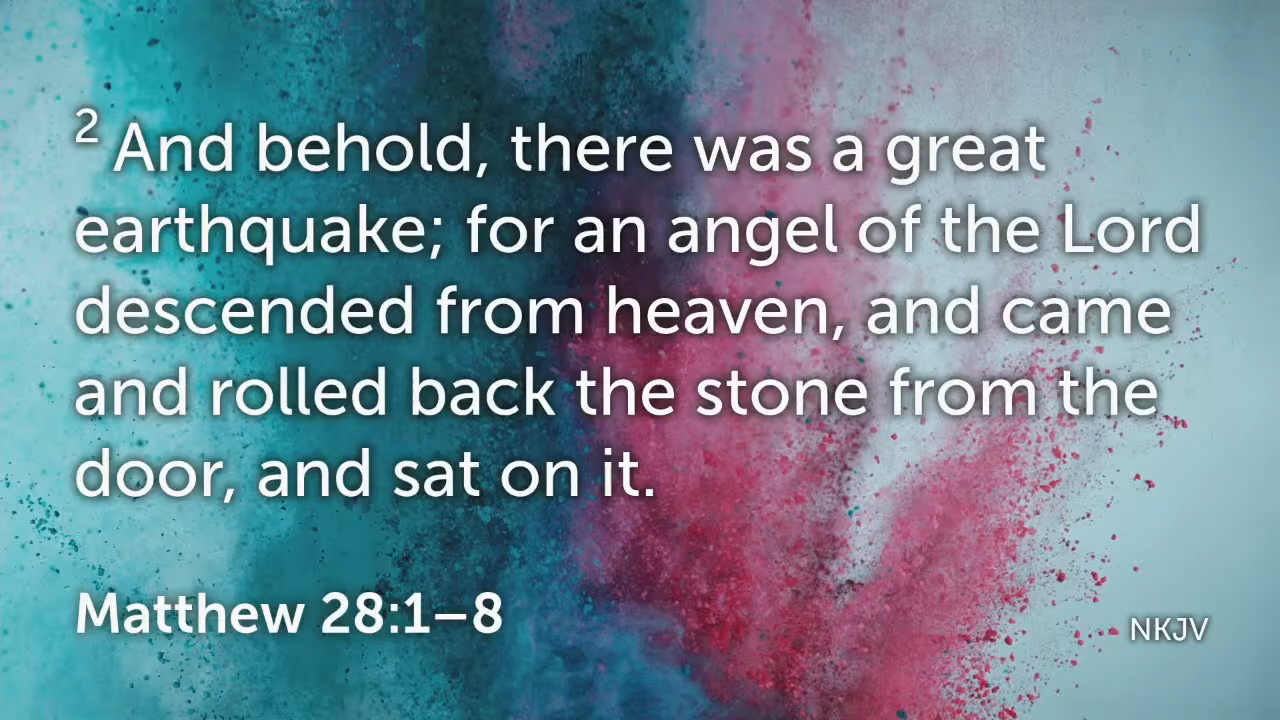 2 And behold, there was a great
earthquake; for an angel of the Lord
descended from heaven, and came
and rolled back the stone from the
door, and sat on it.
Matthew 28:1–8
NKJV